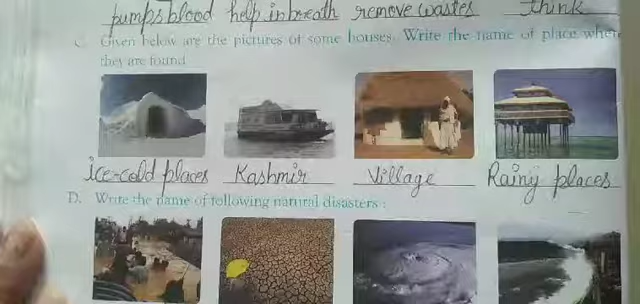 pumps blood help in breath remove wastes think
C. Given below are the pictures of some houses. Write the name of place where
they are found
ice-cold places Kashmir Village Rainy places
D. Write the name of following natural disasters :